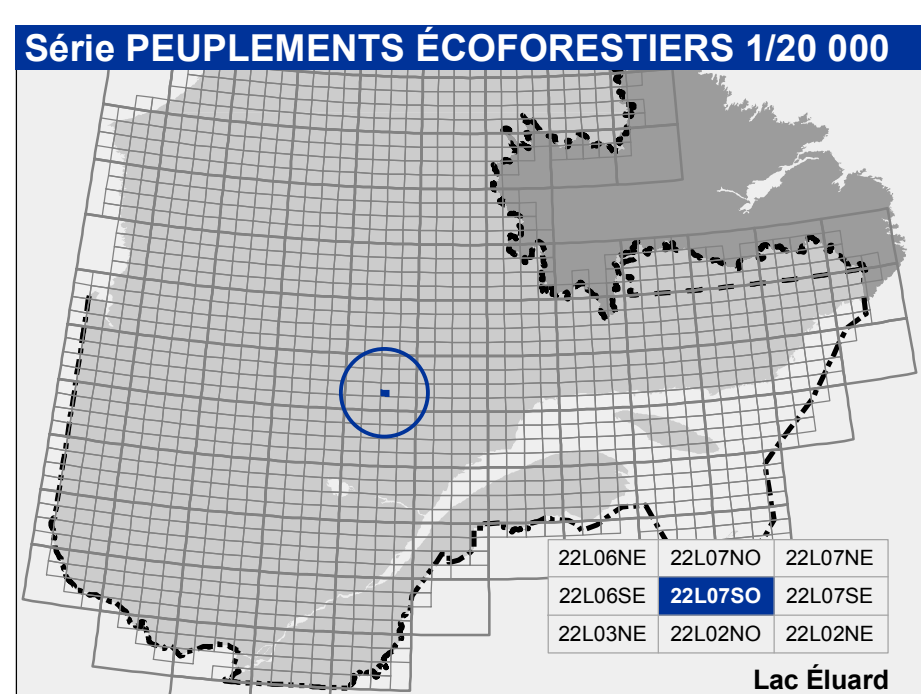 Série PEUPLEMENTS ÉCOFORESTIERS 1/20 000
22L06NE 22L07NO 22L07NE
22L06SE 22L07SO 22L07SE
22L03NE 22L02NO 22L02NE
Lac Éluard